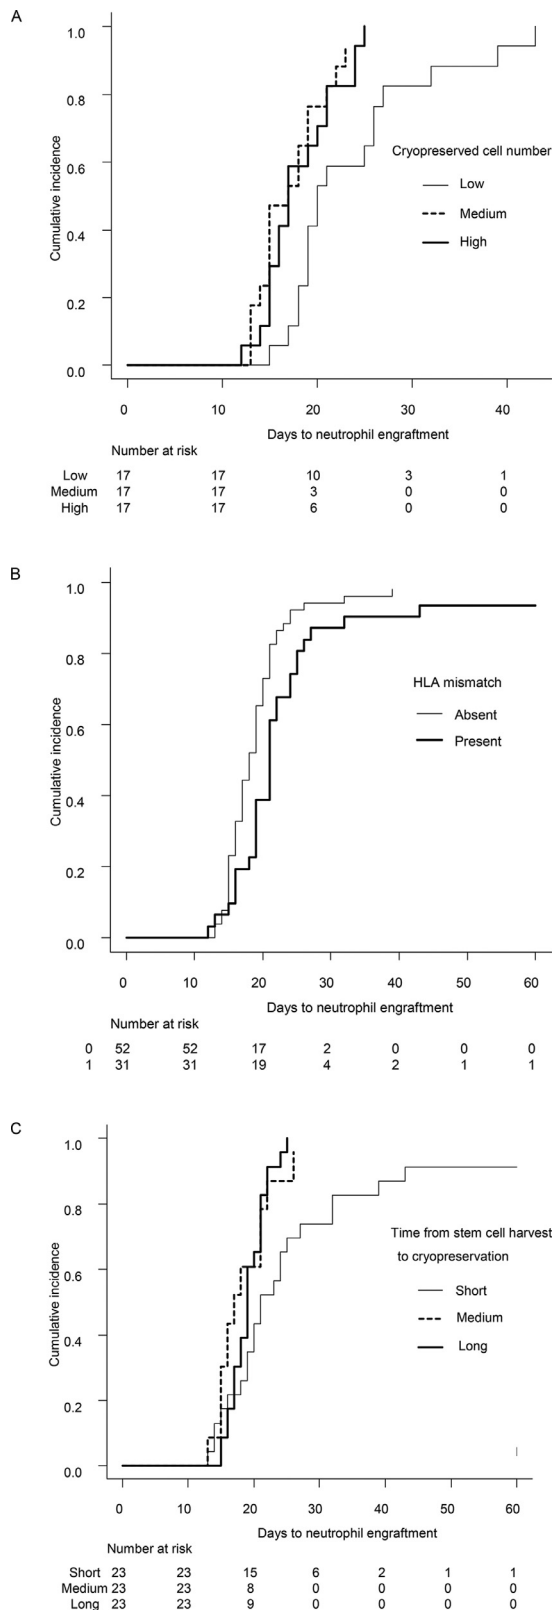 A
1.0
0.8
0.6
0.4
0.2
0.0
Cumulative incidence
Cryopreserved cell number
Low
Medium
High
0 10 20 30 40
Days to neutrophil engraftment
Number at risk
Low 17 17 10 3 1
Medium 17 17 3 0 0
High 17 17 6 0 0
B
1.0
0.8
0.6
0.4
0.2
0.0
Cumulative incidence
HLA mismatch
Absent
Present
0 10 20 30 40 50 60
Days to neutrophil engraftment
Number at risk
0 52 52 17 2 0 0 0
1 31 31 19 4 2 1 1
C
1.0
0.8
0.6
0.4
0.2
0.0
Cumulative incidence
Time from stem cell harvest
to cryopreservation
Short
Medium
Long
0 10 20 30 40 50 60
Days to neutrophil engraftment
Number at risk
Short 23 23 15 6 2 1 1
Medium 23 23 8 0 0 0 0
Long 23 23 9 0 0 0 0